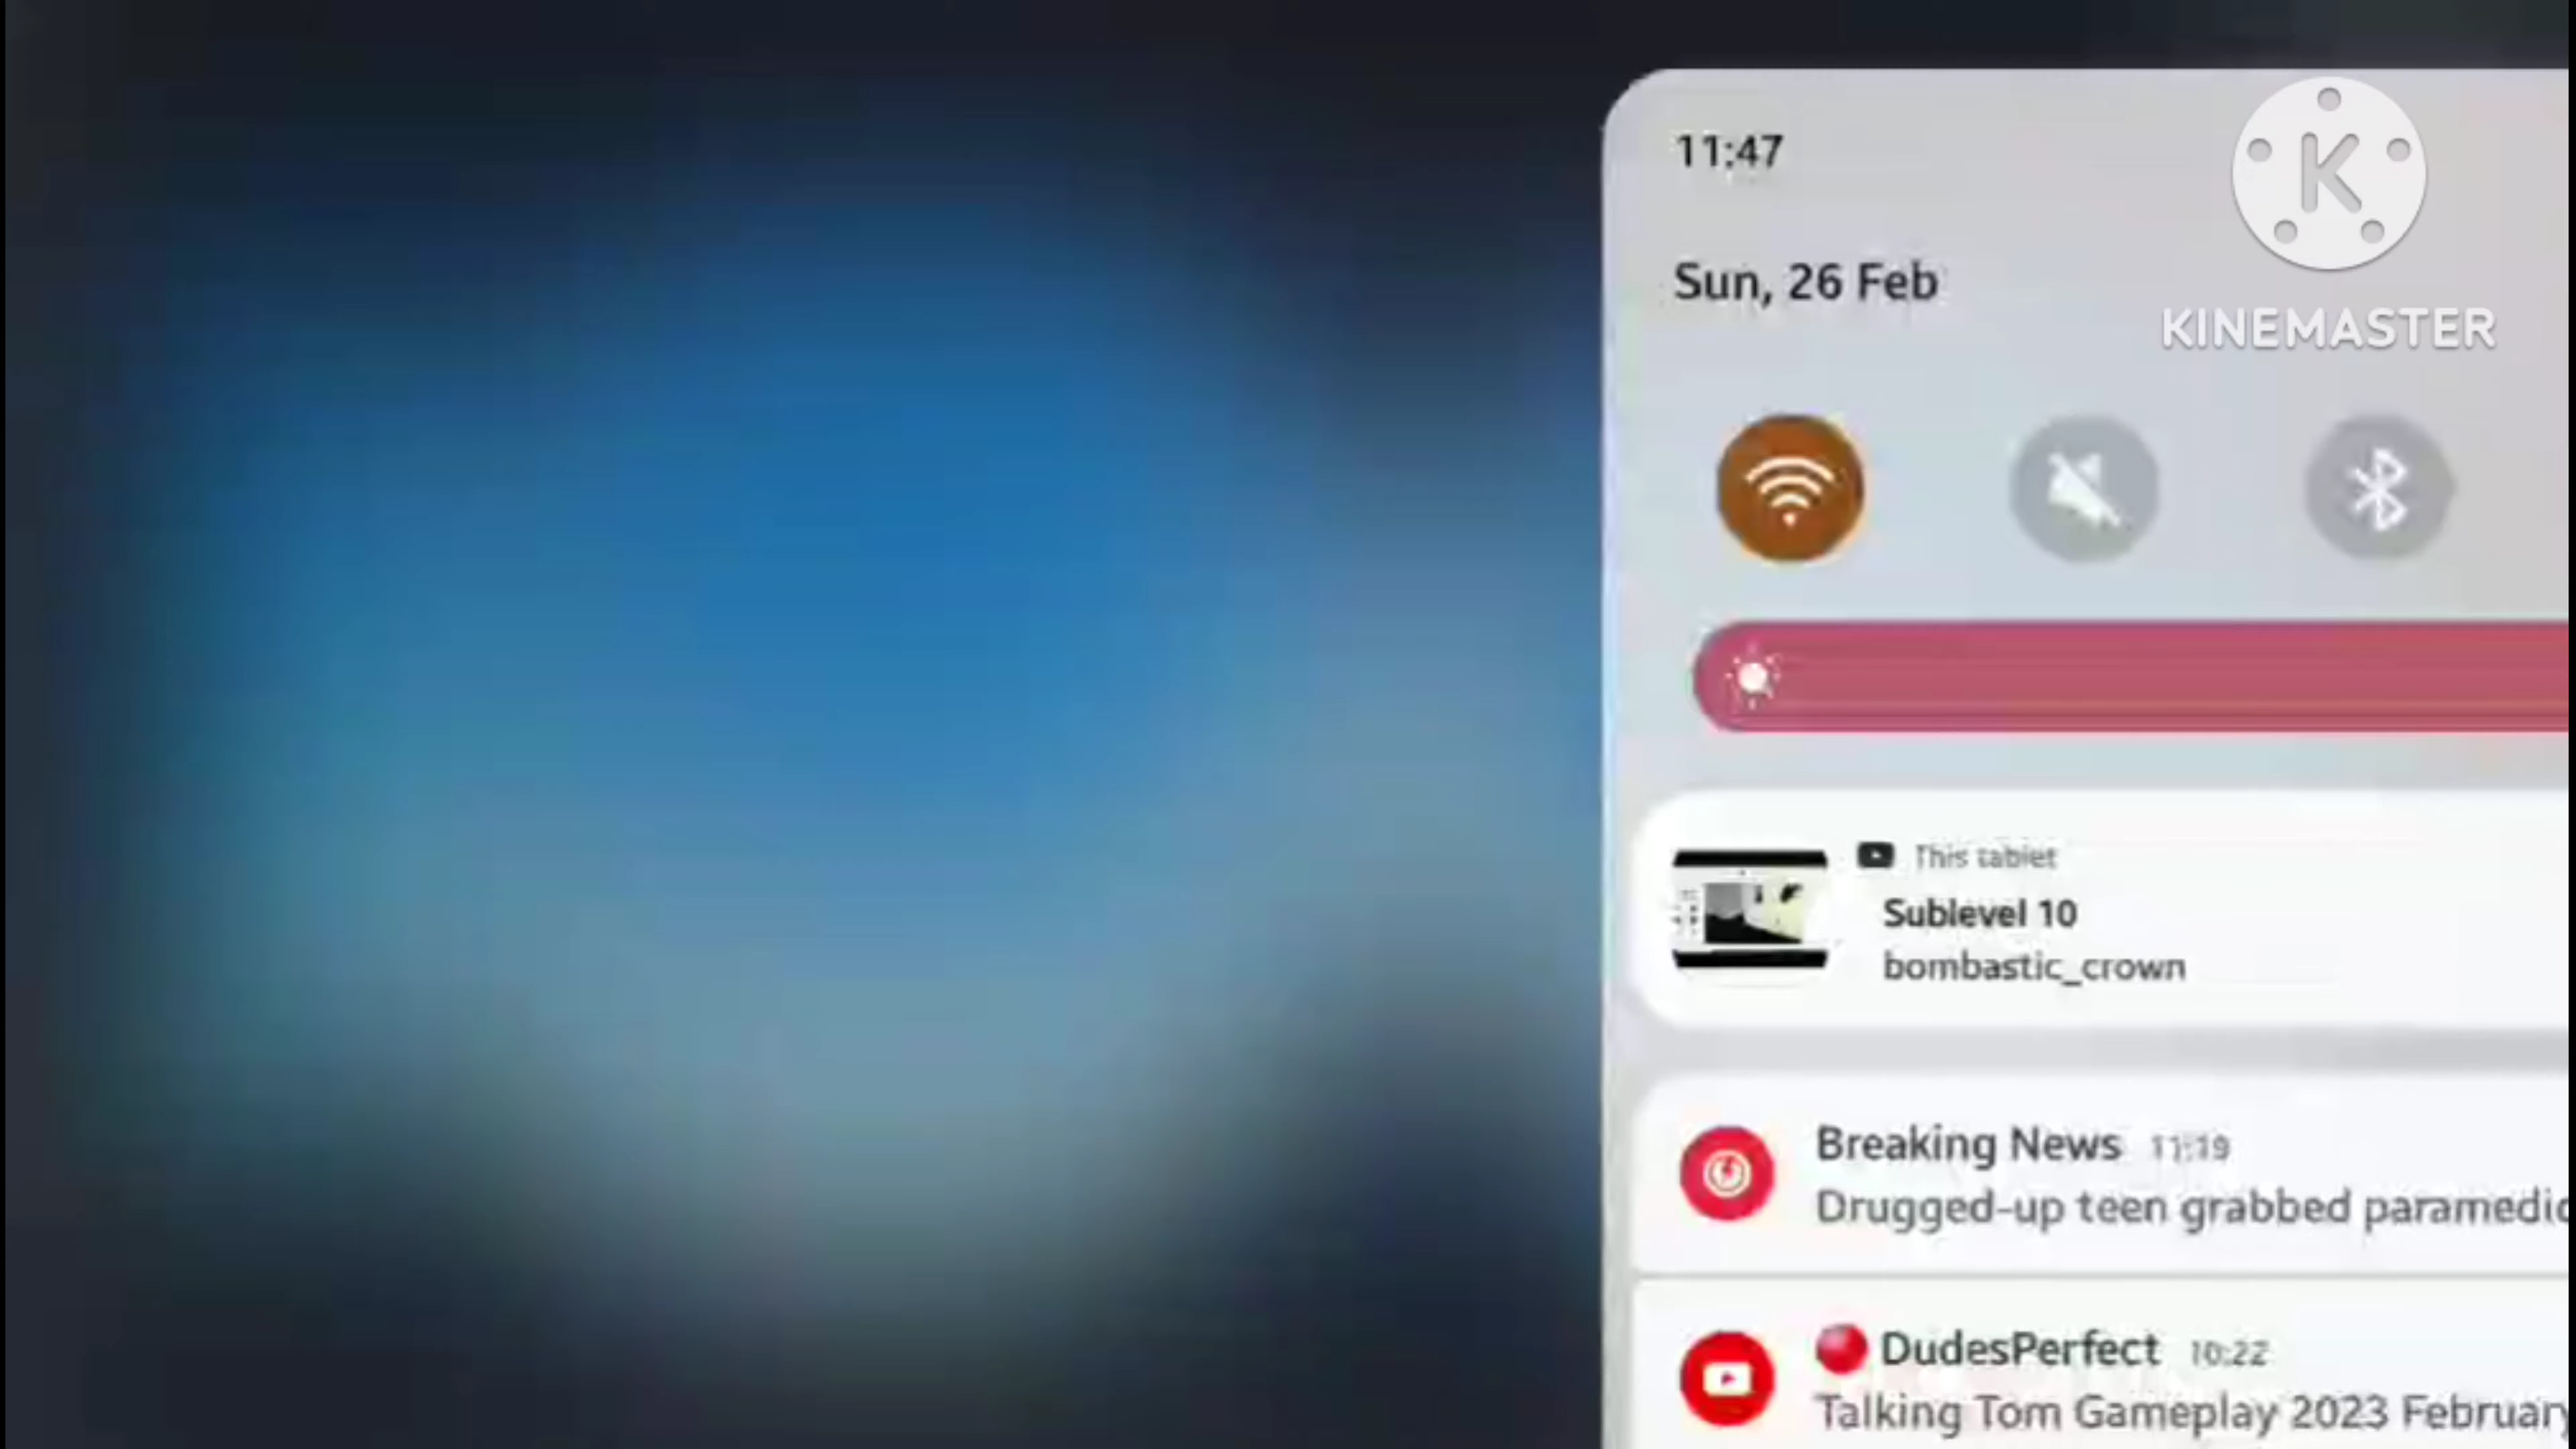 11:47
K
KINEMASTER
Sun, 26 Feb
This tablet
Sublevel 10
bombastic_crown
Breaking News 11:19
Drugged-up teen grabbed paramedic
DudesPerfect 10:22
Talking Tom Gameplay 2023 February